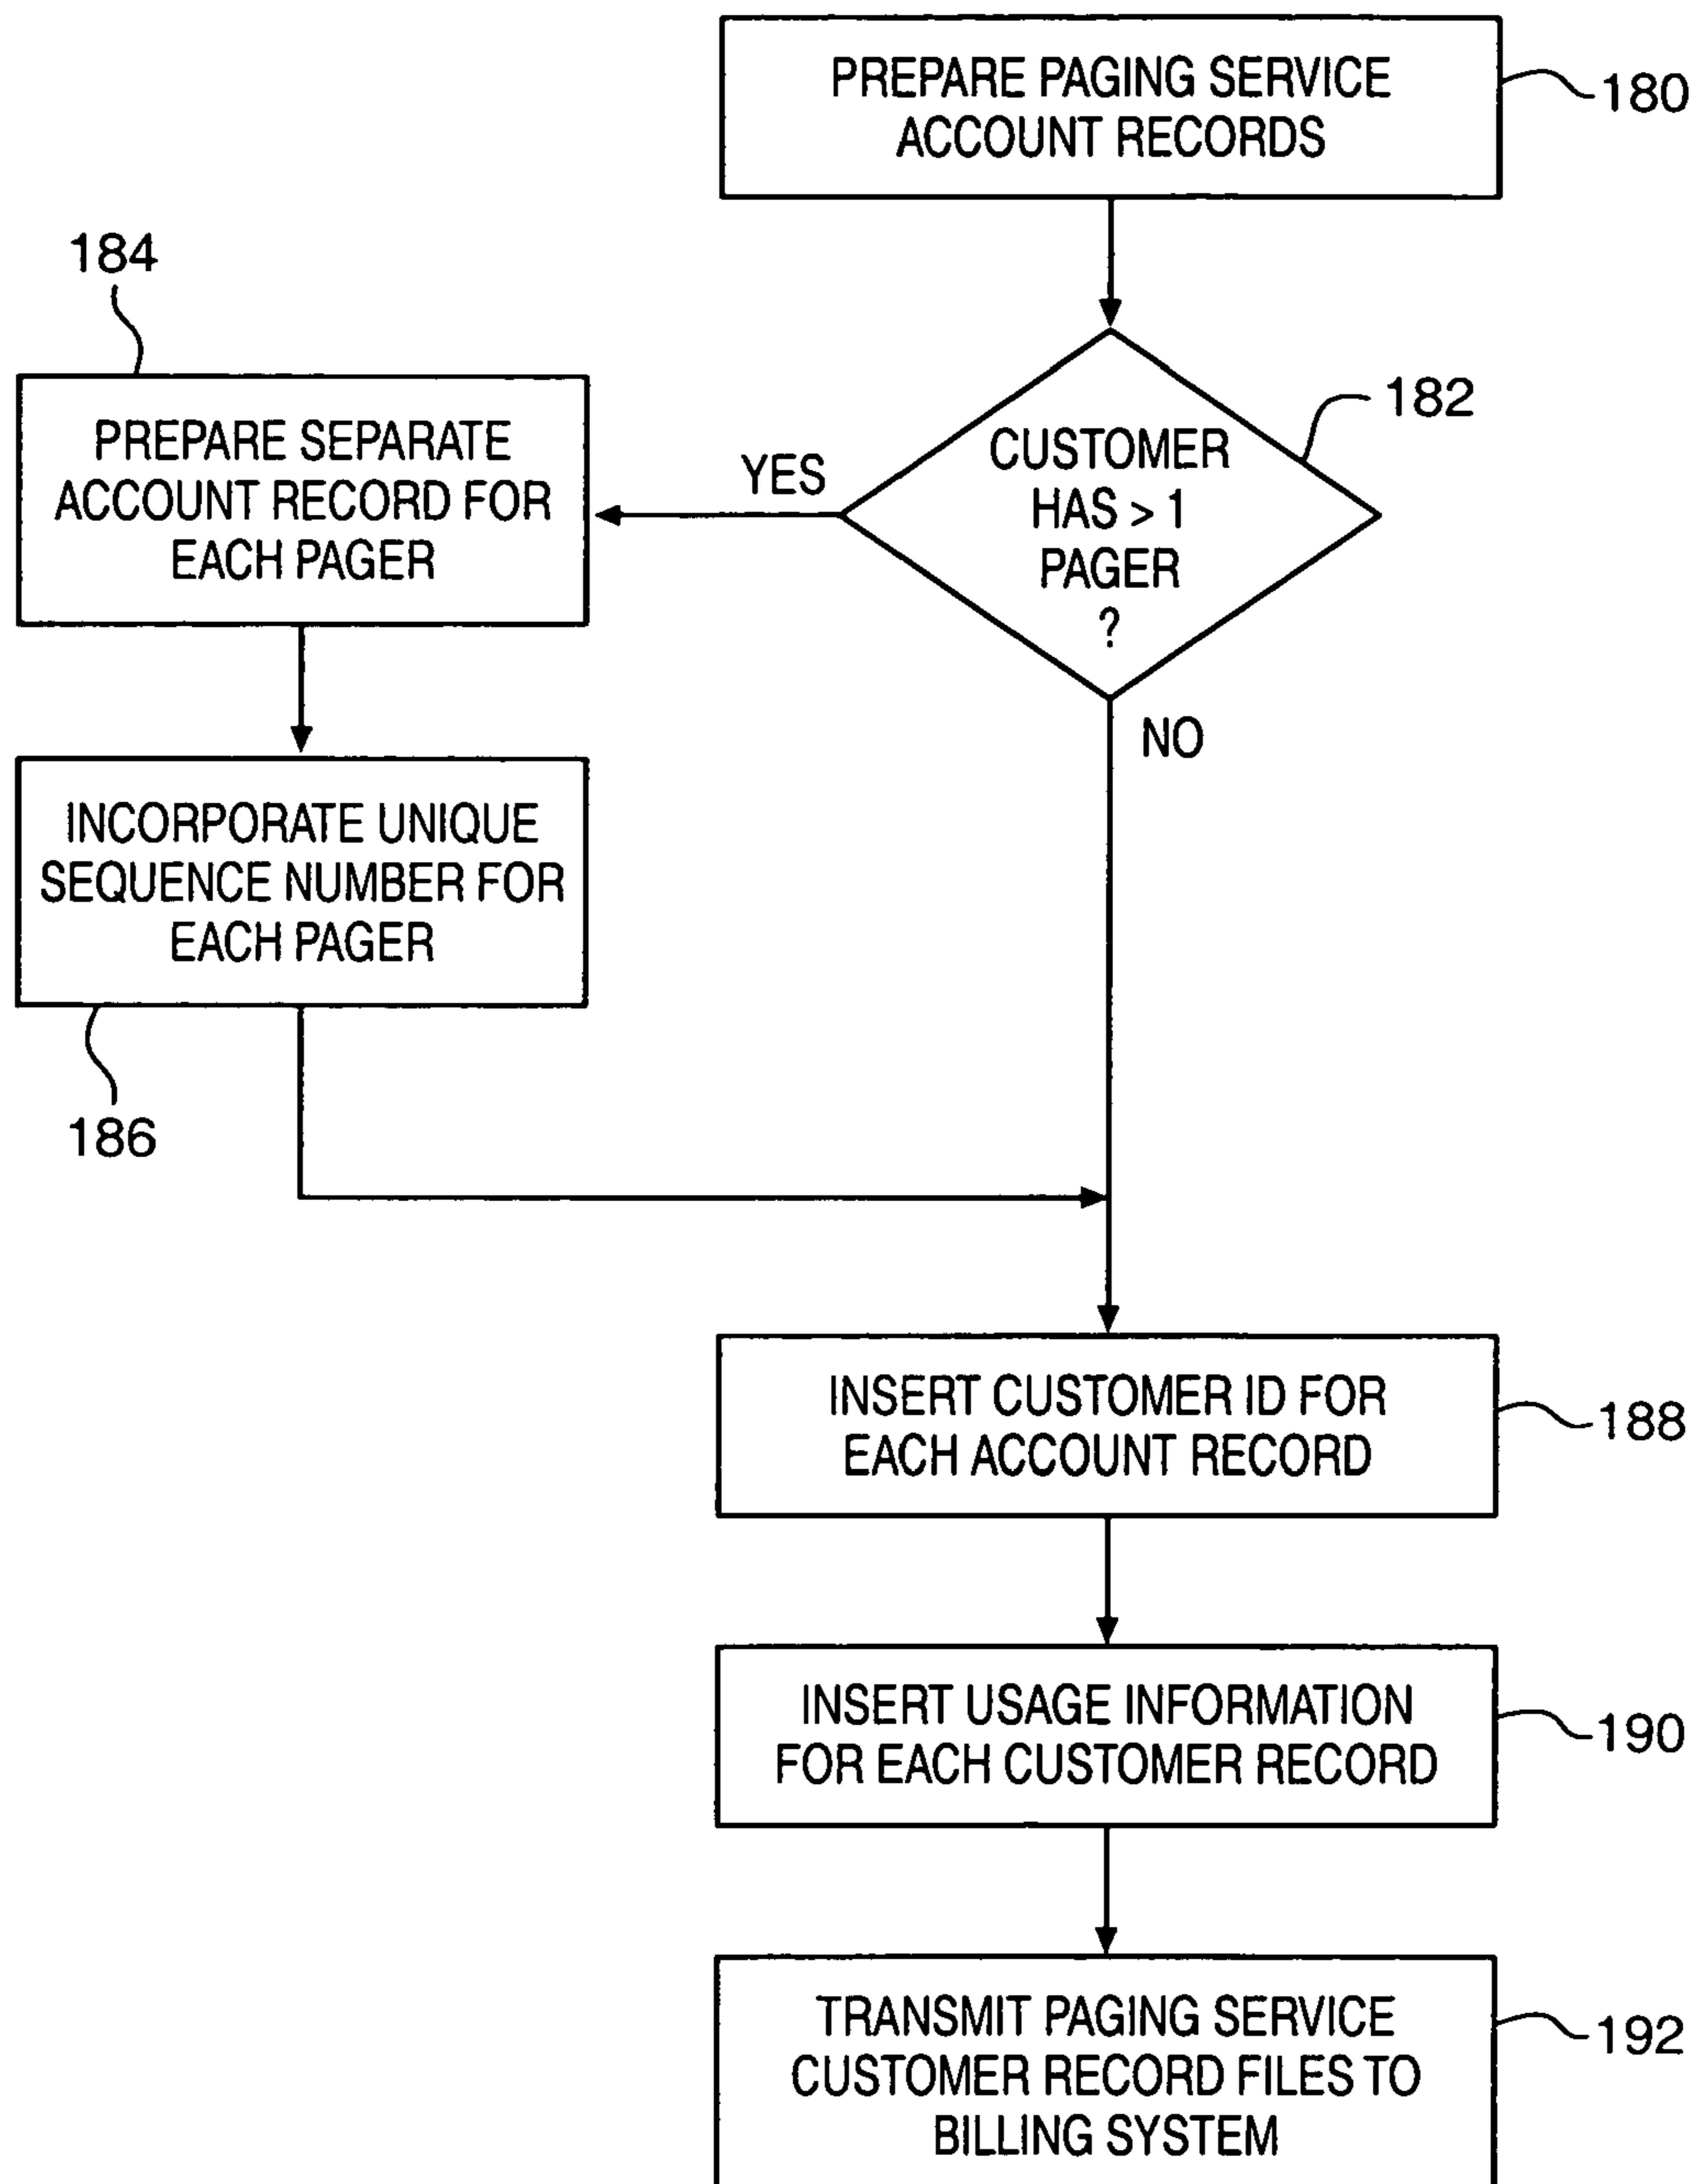 PREPARE PAGING SERVICE
ACCOUNT RECORDS
180
184
182
PREPARE SEPARATE
ACCOUNT RECORD FOR
EACH PAGER
YES
CUSTOMER
HAS > 1
PAGER
?
NO
INCORPORATE UNIQUE
SEQUENCE NUMBER FOR
EACH PAGER
186
INSERT CUSTOMER ID FOR
EACH ACCOUNT RECORD
188
INSERT USAGE INFORMATION
FOR EACH CUSTOMER RECORD
190
TRANSMIT PAGING SERVICE
CUSTOMER RECORD FILES TO
BILLING SYSTEM
192